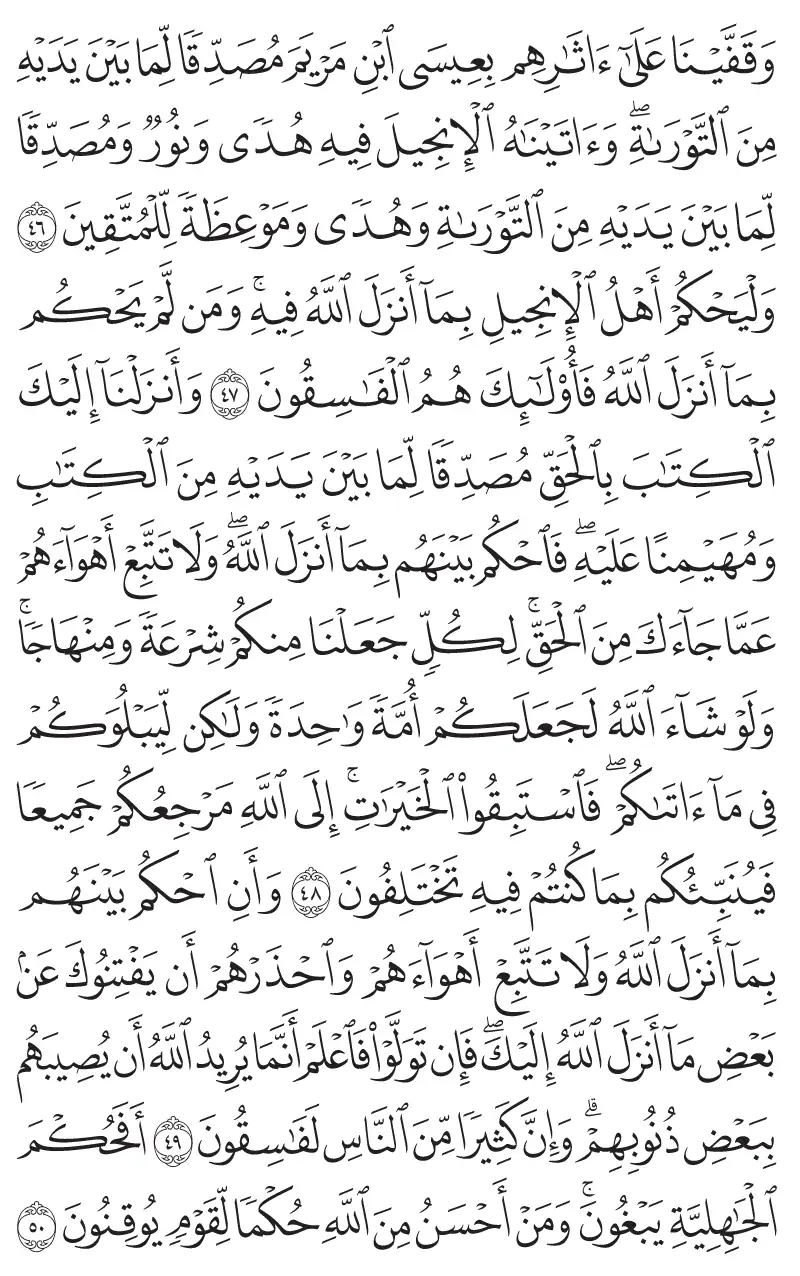 وَقَفَّيْنَا عَلَىٰٓ ءَاثَـٰرِهِم بِعِيسَى ٱبْنِ مَرْيَمَ مُصَدِّقًا لِّمَا بَيْنَ يَدَيْهِ
مِنَ ٱلتَّوْرَىٰةِ ۖ وَءَاتَيْنَـٰهُ ٱلْإِنجِيلَ فِيهِ هُدًى وَنُورٌ وَمُصَدِّقًا
لِّمَا بَيْنَ يَدَيْهِ مِنَ ٱلتَّوْرَىٰةِ وَهُدًى وَمَوْعِظَةً لِّلْمُتَّقِينَ ٤٦
وَلْيَحْكُمْ أَهْلُ ٱلْإِنجِيلِ بِمَآ أَنزَلَ ٱللَّهُ فِيهِ ۚ وَمَن لَّمْ يَحْكُم
بِمَآ أَنزَلَ ٱللَّهُ فَأُو۟لَـٰٓئِكَ هُمُ ٱلْفَـٰسِقُونَ ٤٧ وَأَنزَلْنَآ إِلَيْكَ
ٱلْكِتَـٰبَ بِٱلْحَقِّ مُصَدِّقًا لِّمَا بَيْنَ يَدَيْهِ مِنَ ٱلْكِتَـٰبِ
وَمُهَيْمِنًا عَلَيْهِ ۖ فَٱحْكُم بَيْنَهُم بِمَآ أَنزَلَ ٱللَّهُ ۖ وَلَا تَتَّبِعْ أَهْوَآءَهُمْ
عَمَّا جَآءَكَ مِنَ ٱلْحَقِّ ۚ لِكُلٍّ جَعَلْنَا مِنكُمْ شِرْعَةً وَمِنْهَاجًا ۚ
وَلَوْ شَآءَ ٱللَّهُ لَجَعَلَكُمْ أُمَّةً وَٰحِدَةً وَلَـٰكِن لِّيَبْلُوَكُمْ
فِى مَآ ءَاتَىٰكُمْ ۖ فَٱسْتَبِقُوا۟ ٱلْخَيْرَٰتِ ۚ إِلَى ٱللَّهِ مَرْجِعُكُمْ جَمِيعًا
فَيُنَبِّئُكُم بِمَا كُنتُمْ فِيهِ تَخْتَلِفُونَ ٤٨ وَأَنِ ٱحْكُم بَيْنَهُم
بِمَآ أَنزَلَ ٱللَّهُ وَلَا تَتَّبِعْ أَهْوَآءَهُمْ وَٱحْذَرْهُمْ أَن يَفْتِنُوكَ عَنۢ
بَعْضِ مَآ أَنزَلَ ٱللَّهُ إِلَيْكَ ۖ فَإِن تَوَلَّوْا۟ فَٱعْلَمْ أَنَّمَا يُرِيدُ ٱللَّهُ أَن يُصِيبَهُم
بِبَعْضِ ذُنُوبِهِمْ ۗ وَإِنَّ كَثِيرًا مِّنَ ٱلنَّاسِ لَفَـٰسِقُونَ ٤٩ أَفَحُكْمَ
ٱلْجَـٰهِلِيَّةِ يَبْغُونَ ۚ وَمَنْ أَحْسَنُ مِنَ ٱللَّهِ حُكْمًا لِّقَوْمٍ يُوقِنُونَ ٥٠